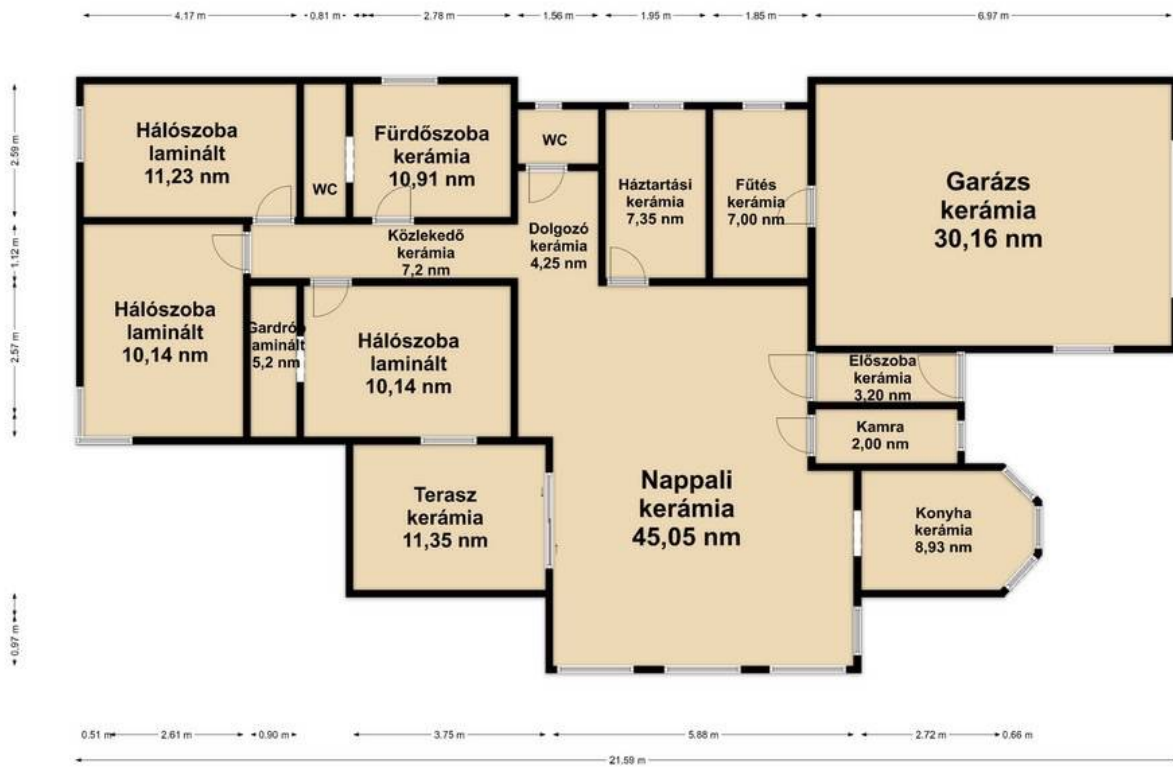 4.17 m
0.81 m
2.78 m
1.56 m
1.95 m
1.85 m
6.97 m
2.59 m
1.12 m
2.57 m
0.97 m
Hálószoba
laminált
11,23 nm
WC
Fürdőszoba
kerámia
10,91 nm
WC
Háztartási
kerámia
7,35 nm
Fűtés
kerámia
7,00 nm
Garázs
kerámia
30,16 nm
Közlekedő
kerámia
7,2 nm
Dolgozó
kerámia
4,25 nm
Hálószoba
laminált
10,14 nm
Gardrób
laminált
5,2 nm
Hálószoba
laminált
10,14 nm
Előszoba
kerámia
3,20 nm
Kamra
2,00 nm
Terasz
kerámia
11,35 nm
Nappali
kerámia
45,05 nm
Konyha
kerámia
8,93 nm
0.51 m
2.61 m
0.90 m
3.75 m
5.88 m
2.72 m
0.66 m
21.59 m